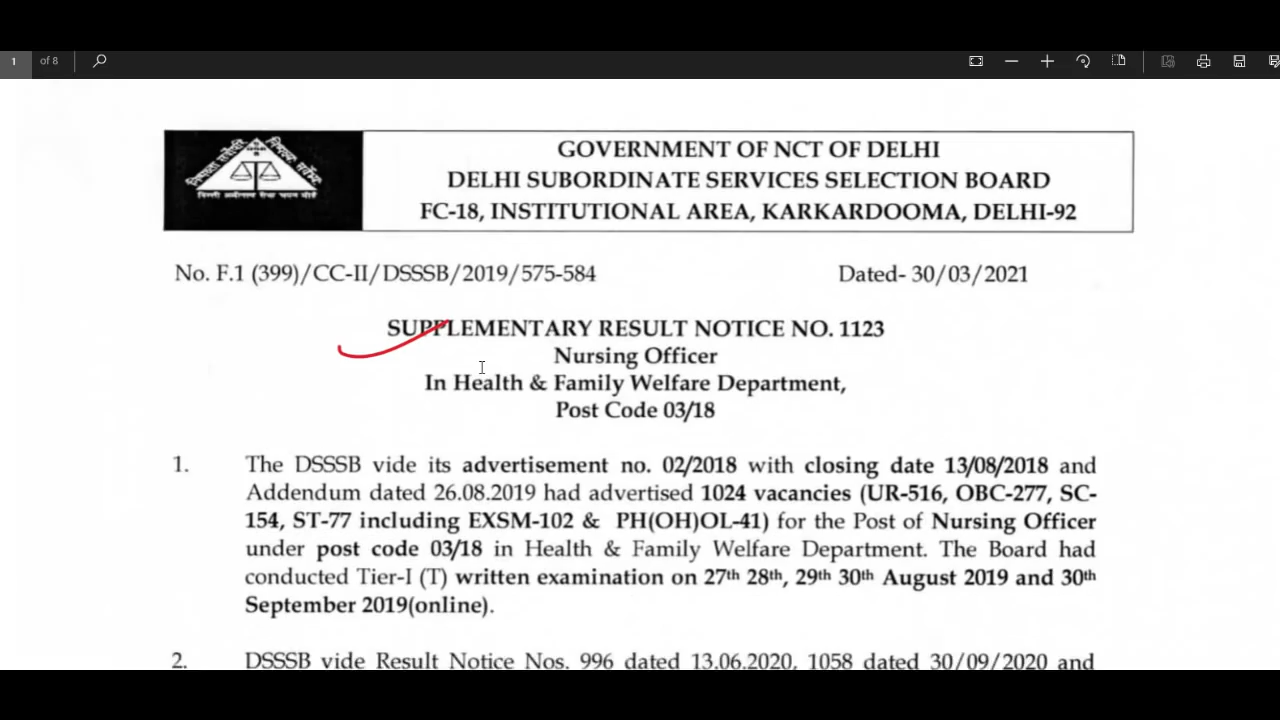 1 of 8
GOVERNMENT OF NCT OF DELHI
DELHI SUBORDINATE SERVICES SELECTION BOARD
FC-18, INSTITUTIONAL AREA, KARKARDOOMA, DELHI-92
No. F.1 (399)/CC-II/DSSSB/2019/575-584 Dated- 30/03/2021
SUPPLEMENTARY RESULT NOTICE NO. 1123
Nursing Officer
In Health & Family Welfare Department,
Post Code 03/18
1. The DSSSB vide its advertisement no. 02/2018 with closing date 13/08/2018 and
Addendum dated 26.08.2019 had advertised 1024 vacancies (UR-516, OBC-277, SC-
154, ST-77 including EXSM-102 & PH(OH)OL-41) for the Post of Nursing Officer
under post code 03/18 in Health & Family Welfare Department. The Board had
conducted Tier-I (T) written examination on 27th 28th, 29th 30th August 2019 and 30th
September 2019(online).
2. DSSSB vide Result Notice Nos. 996 dated 13.06.2020, 1058 dated 30/09/2020 and